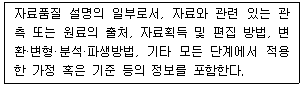 자료품질 설명의 일부로서, 자료와 관련 있는 관
측 또는 원료의 출처, 자료획득 및 편집 방법, 변
환·변형·분석·파생방법, 기타 모든 단계에서 적용
한 가정 혹은 기준 등의 정보를 포함한다.